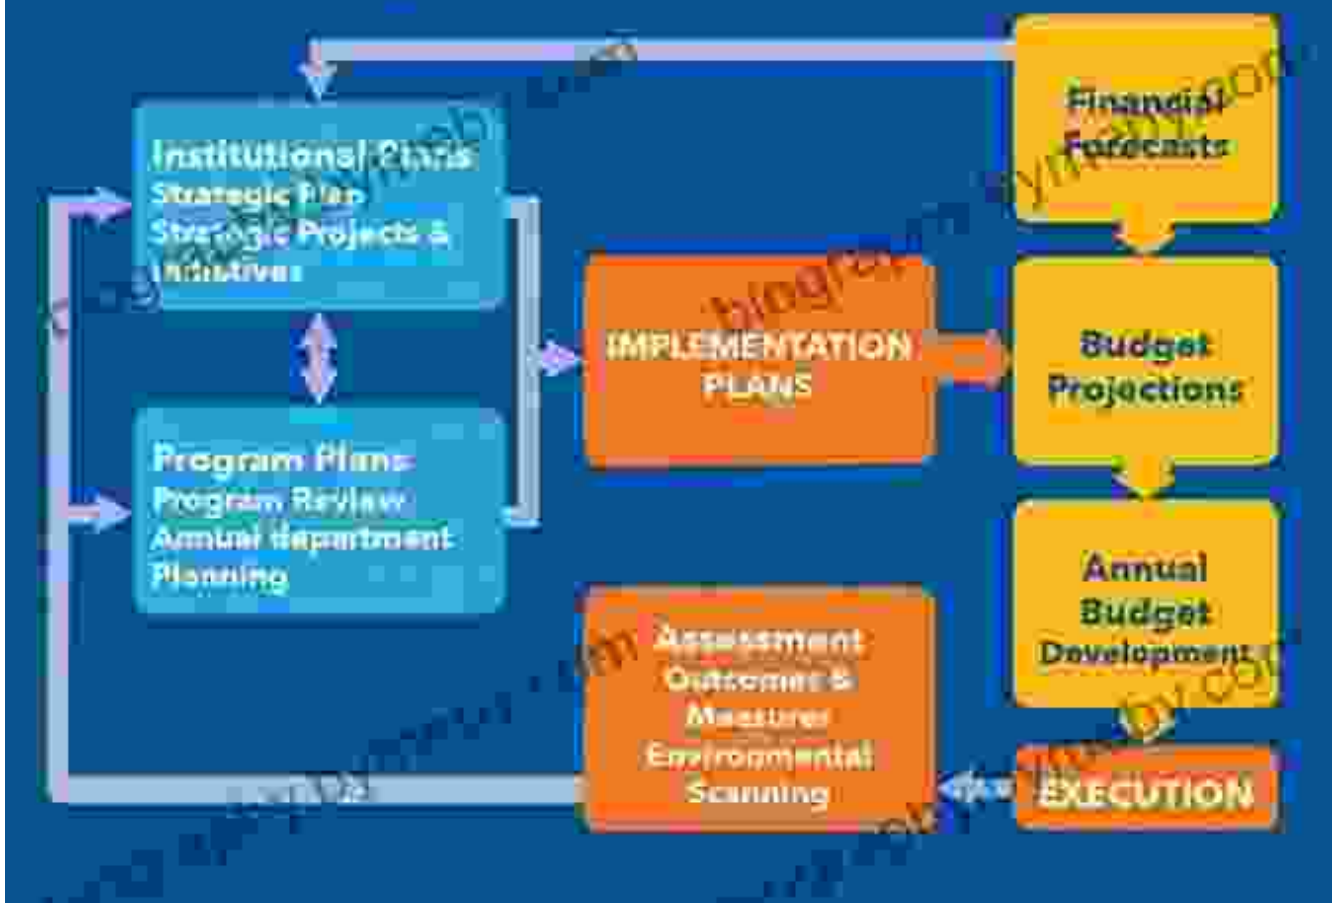 Financial
Forecasts
Institutional Plans
Strategic Plan
Strategic Projects &
Initiatives
IMPLEMENTATION
PLANS
Budget
Projections
Program Plans
Program Review
Annual department
Planning
Annual
Budget
Development
Assessment
Outcomes &
Measures
Environmental
Scanning
EXECUTION